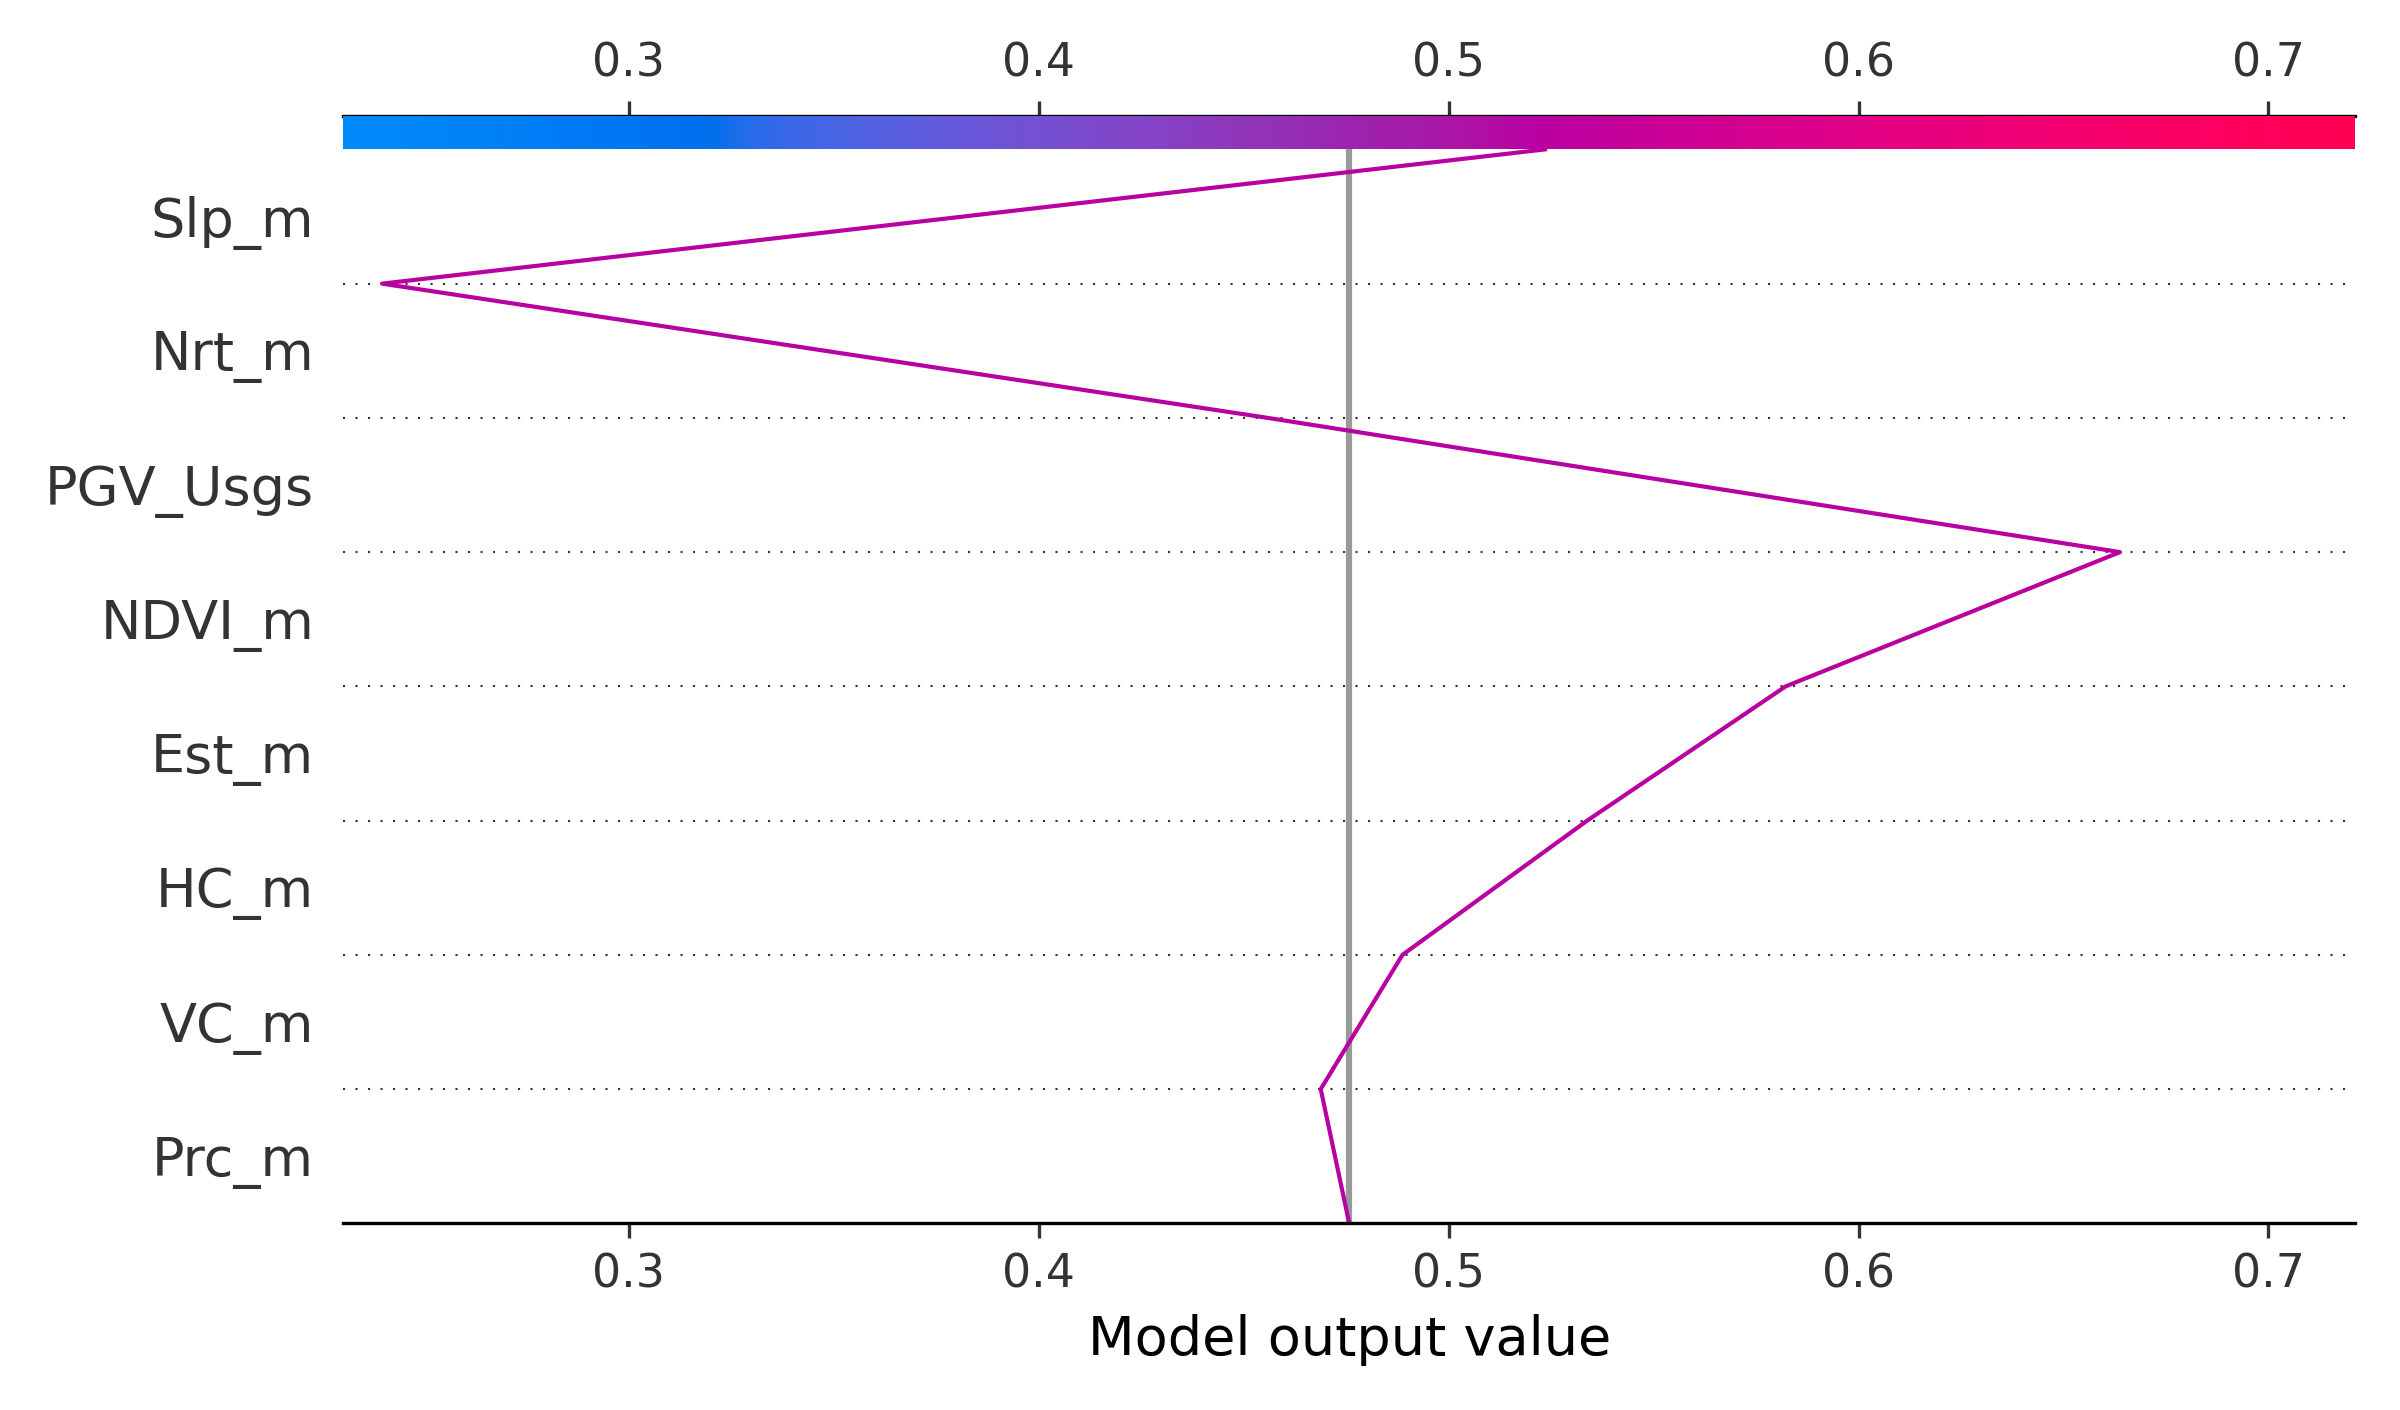 0.3 0.4 0.5 0.6 0.7
Slp_m
Nrt_m
PGV_Usgs
NDVI_m
Est_m
HC_m
VC_m
Prc_m
0.3 0.4 0.5 0.6 0.7
Model output value